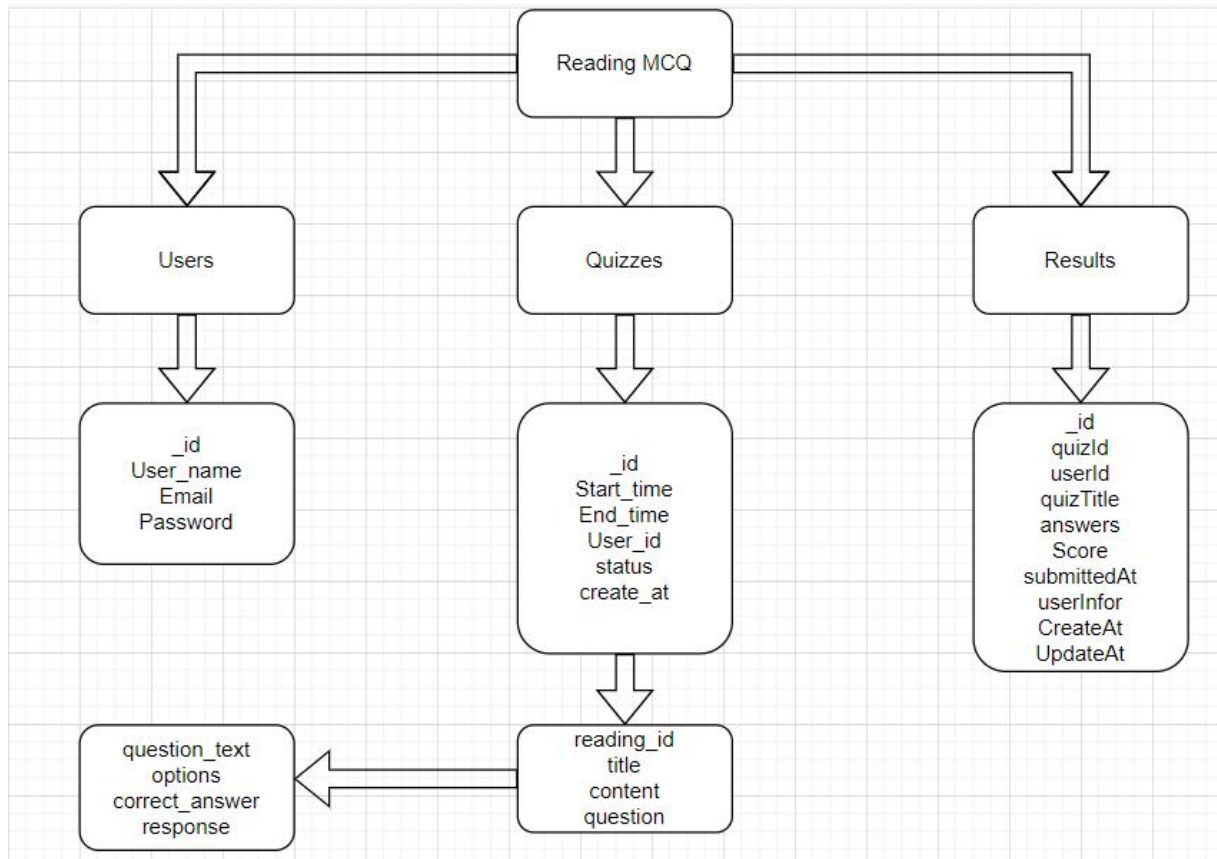 Reading MCQ
Users
Quizzes
Results
_id
User_name
Email
Password
_id
Start_time
End_time
User_id
status
create_at
_id
quizId
userId
quizTitle
answers
Score
submittedAt
userInfor
CreateAt
UpdateAt
question_text
options
correct_answer
response
reading_id
title
content
question